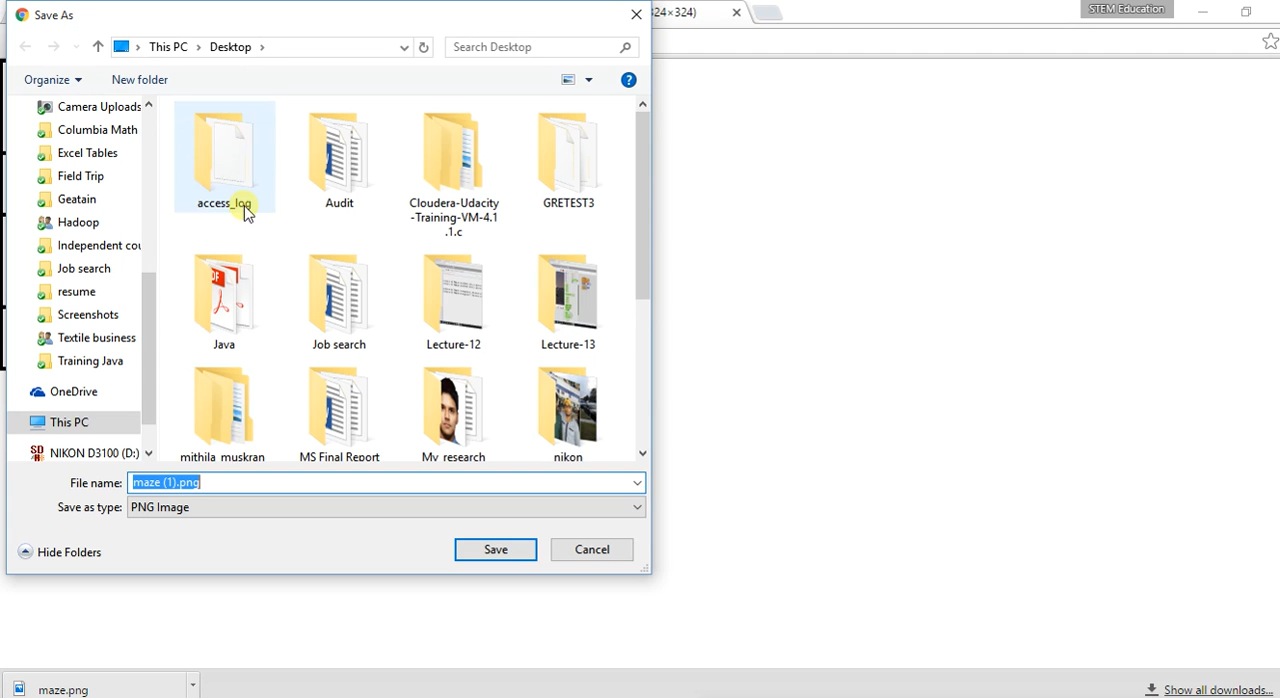 Save As
24×324)
STEM Education
This PC
Desktop
Search Desktop
Organize
New folder
Camera Uploads
Columbia Math
Excel Tables
Field Trip
Geatain
Hadoop
Independent cou
Job search
resume
Screenshots
Textile business
Training Java
OneDrive
This PC
NIKON D3100 (D:)
access_log
Audit
Cloudera-Udacity
-Training-VM-4.1
.1.c
GRETEST3
Java
Job search
Lecture-12
Lecture-13
mithila_muskran
MS Final Report
My research
nikon
File name: maze (1).png
Save as type: PNG Image
Hide Folders
Save
Cancel
maze.png
Show all downloads...